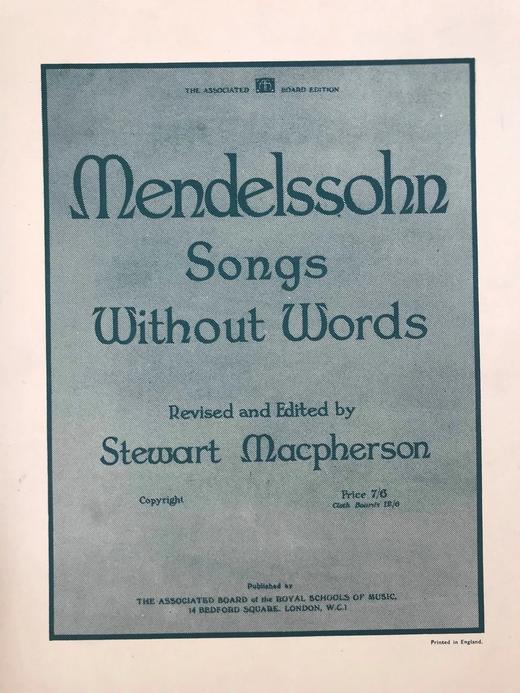 THE ASSOCIATED BOARD EDITION
Mendelssohn
Songs
Without Words
Revised and Edited by
Stewart Macpherson
Copyright
Price 7/6
Cloth Boards 12/6
Published by
THE ASSOCIATED BOARD of the ROYAL SCHOOLS OF MUSIC,
14 BEDFORD SQUARE, LONDON, W.C.1
Printed in England.